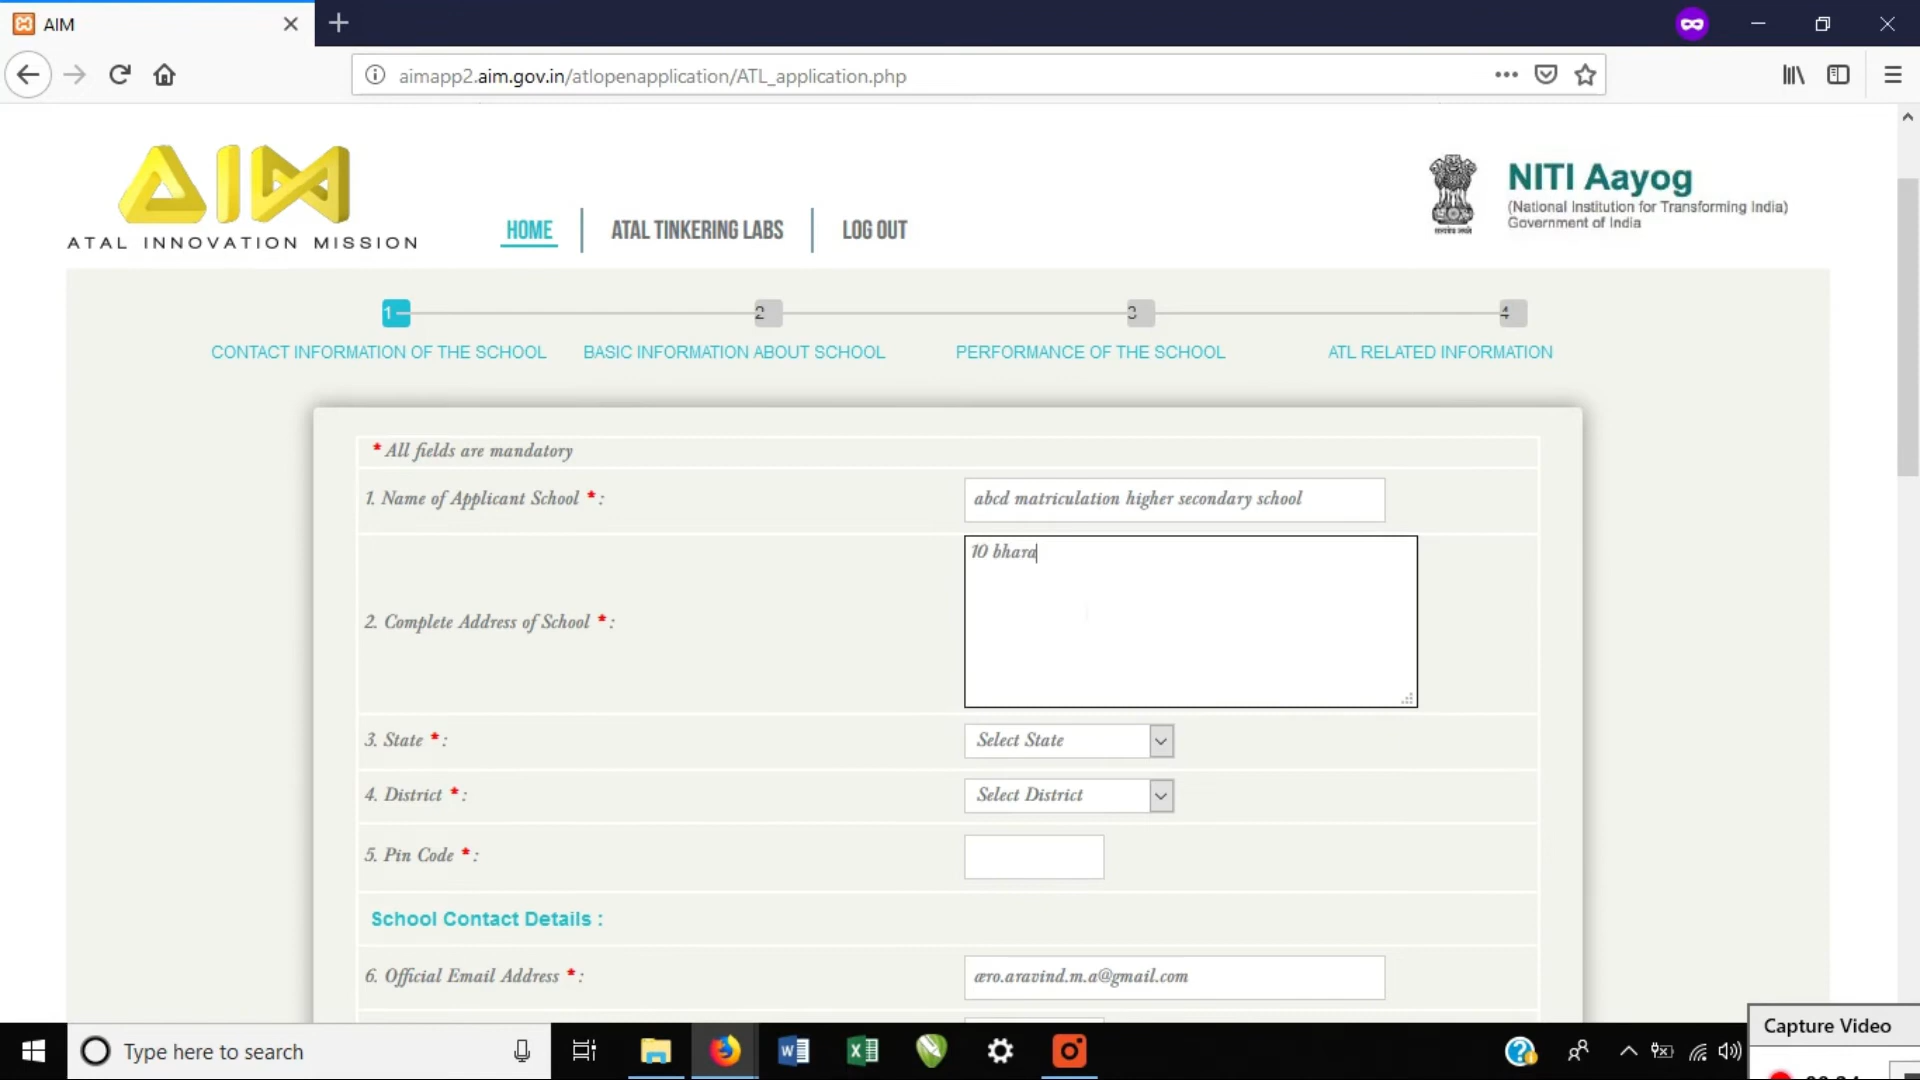 AIM
aimapp2.aim.gov.in/atlopenapplication/ATL_application.php
AIM
ATAL INNOVATION MISSION
HOME
ATAL TINKERING LABS
LOG OUT
सत्यमेव जयते
NITI Aayog
(National Institution for Transforming India)
Government of India
1
2
3
4
CONTACT INFORMATION OF THE SCHOOL
BASIC INFORMATION ABOUT SCHOOL
PERFORMANCE OF THE SCHOOL
ATL RELATED INFORMATION
* All fields are mandatory
1. Name of Applicant School * :
abcd matriculation higher secondary school
2. Complete Address of School * :
10 bhara
3. State * :
Select State
4. District * :
Select District
5. Pin Code * :
School Contact Details :
6. Official Email Address * :
aero.aravind.m.a@gmail.com
Capture Video
Type here to search